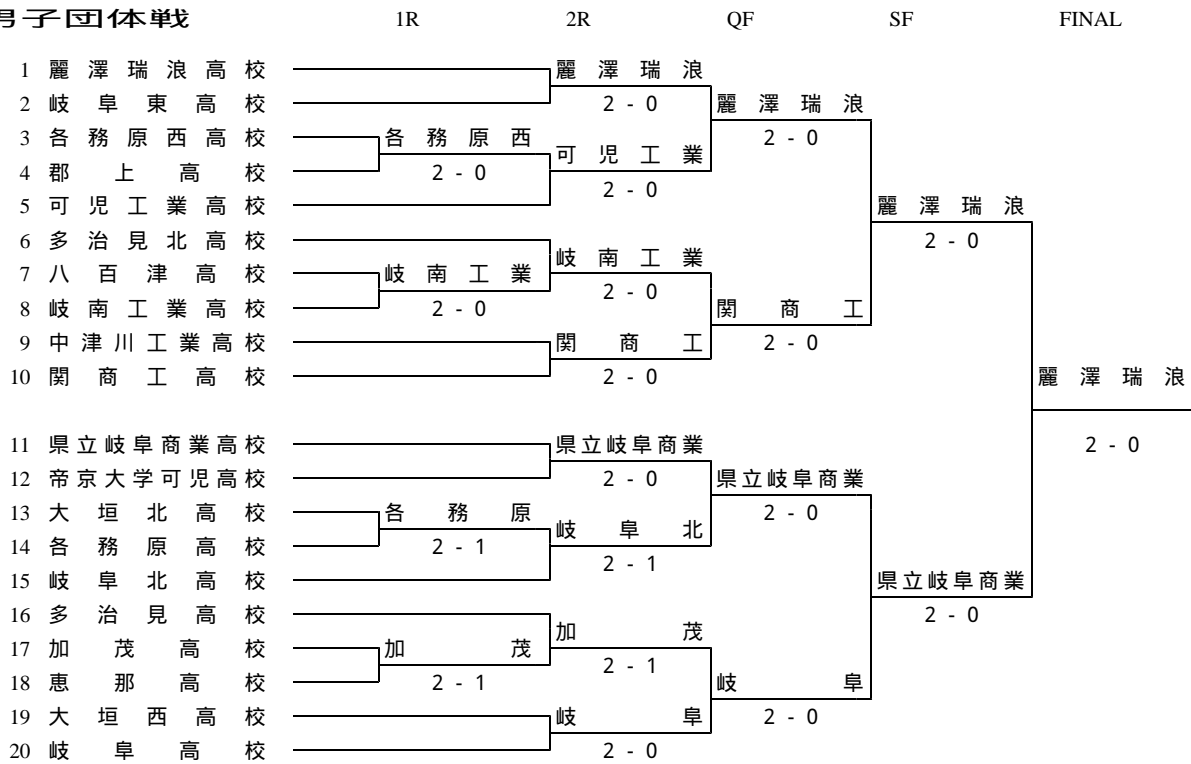 男子団体戦 1R 2R QF SF FINAL
1 麗澤瑞浪高校 麗澤瑞浪
2 岐阜東高校 2 - 0 麗澤瑞浪
3 各務原西高校 各務原西 2 - 0
4 郡上高校 2 - 0 可児工業
2 - 0
5 可児工業高校 麗澤瑞浪
6 多治見北高校 2 - 0
7 八百津高校 岐南工業 岐南工業
8 岐南工業高校 2 - 0 2 - 0 関商工
9 中津川工業高校 関商工 2 - 0
10 関商工高校 2 - 0 麗澤瑞浪
11 県立岐阜商業高校 県立岐阜商業 2 - 0
12 帝京大学可児高校 2 - 0 県立岐阜商業
13 大垣北高校 各務原 2 - 0
14 各務原高校 2 - 1 岐阜北
2 - 1
15 岐阜北高校 県立岐阜商業
16 多治見高校 2 - 0
17 加茂高校 加茂 加茂
18 恵那高校 2 - 1 2 - 1 岐阜
19 大垣西高校 岐阜 2 - 0
20 岐阜高校 2 - 0